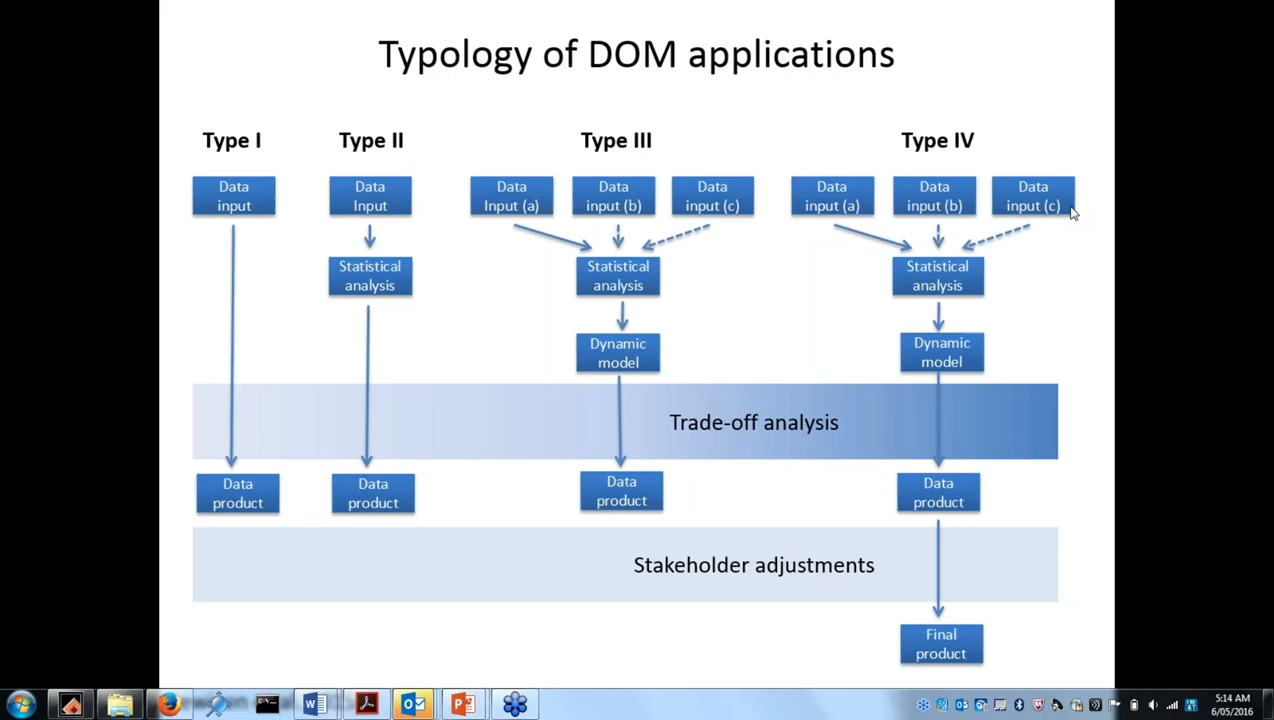 Typology of DOM applications
Type I
Type II
Type III
Type IV
Data
input
Data
Input
Data
Input (a)
Data
input (b)
Data
input (c)
Data
input (a)
Data
input (b)
Data
input (c)
Statistical
analysis
Statistical
analysis
Statistical
analysis
Dynamic
model
Dynamic
model
Trade-off analysis
Data
product
Data
product
Data
product
Data
product
Stakeholder adjustments
Final
product
5:14 AM
6/05/2016